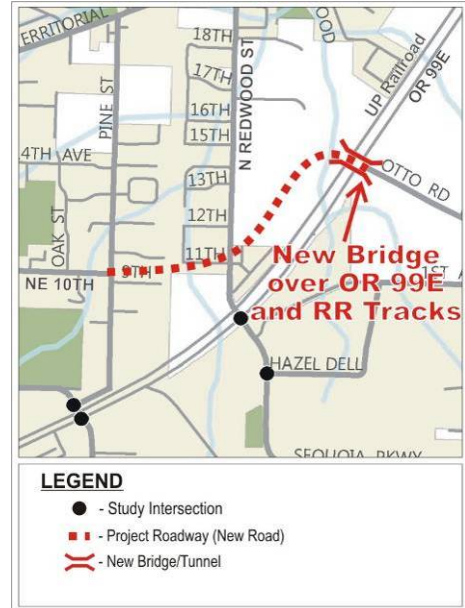 ERRITORIAL
18TH
OOD
17TH
16TH
15TH
PINE ST
N REDWOOD ST
UP Railroad
OR 99E
4TH AVE
13TH
OTTO RD
12TH
OAK ST
11TH
9TH
NE 10TH
New Bridge
over OR 99E
and RR Tracks
1ST A
HAZEL DELL
SEQUOIA PKWY
LEGEND
- Study Intersection
- Project Roadway (New Road)
- New Bridge/Tunnel